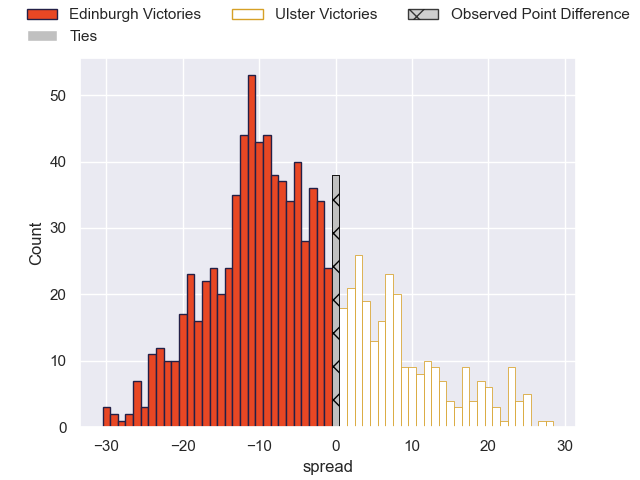 Edinburgh Victories Ulster Victories Observed Point Difference
Ties
50
40
30
20
10
0
Count
−30 −20 −10 0 10 20 30
spread